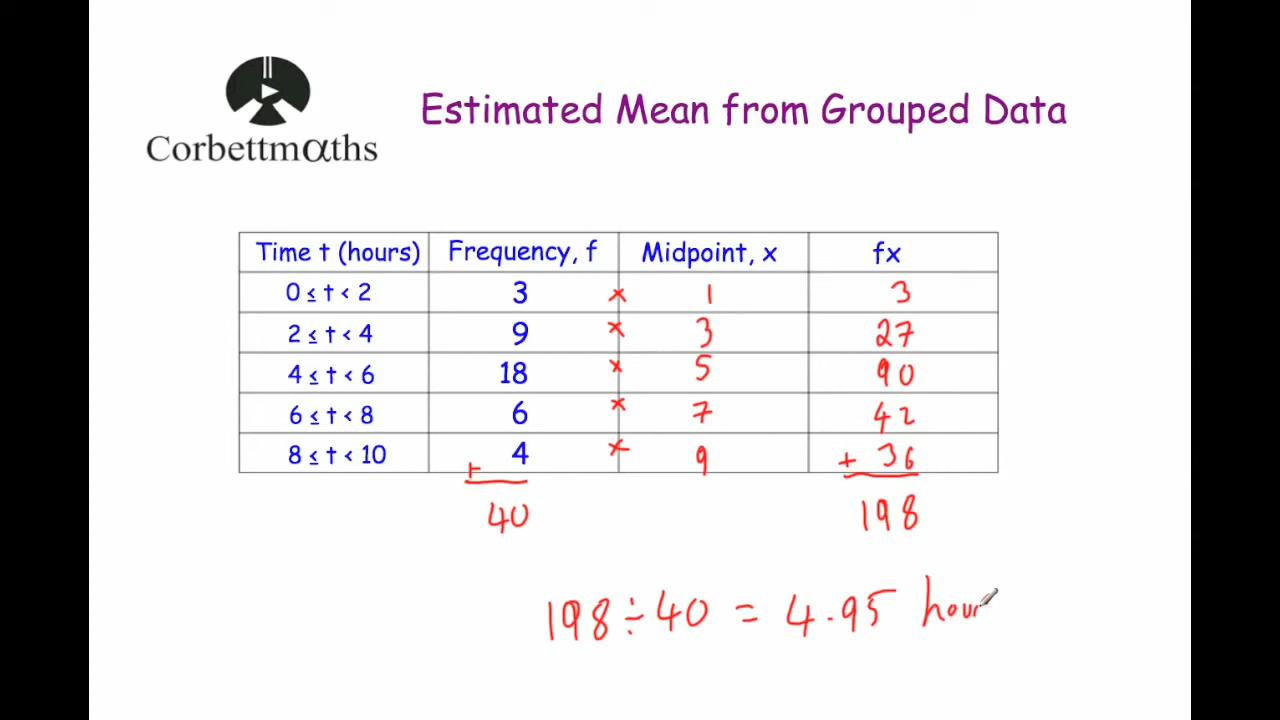 Corbettmαths
Estimated Mean from Grouped Data
Time t (hours) Frequency, f Midpoint, x fx
0 ≤ t < 2 3 × 1 3
2 ≤ t < 4 9 × 3 27
4 ≤ t < 6 18 × 5 90
6 ≤ t < 8 6 × 7 42
8 ≤ t < 10 + 4 × 9 + 36
40 198
198 ÷ 40 = 4.95 hour